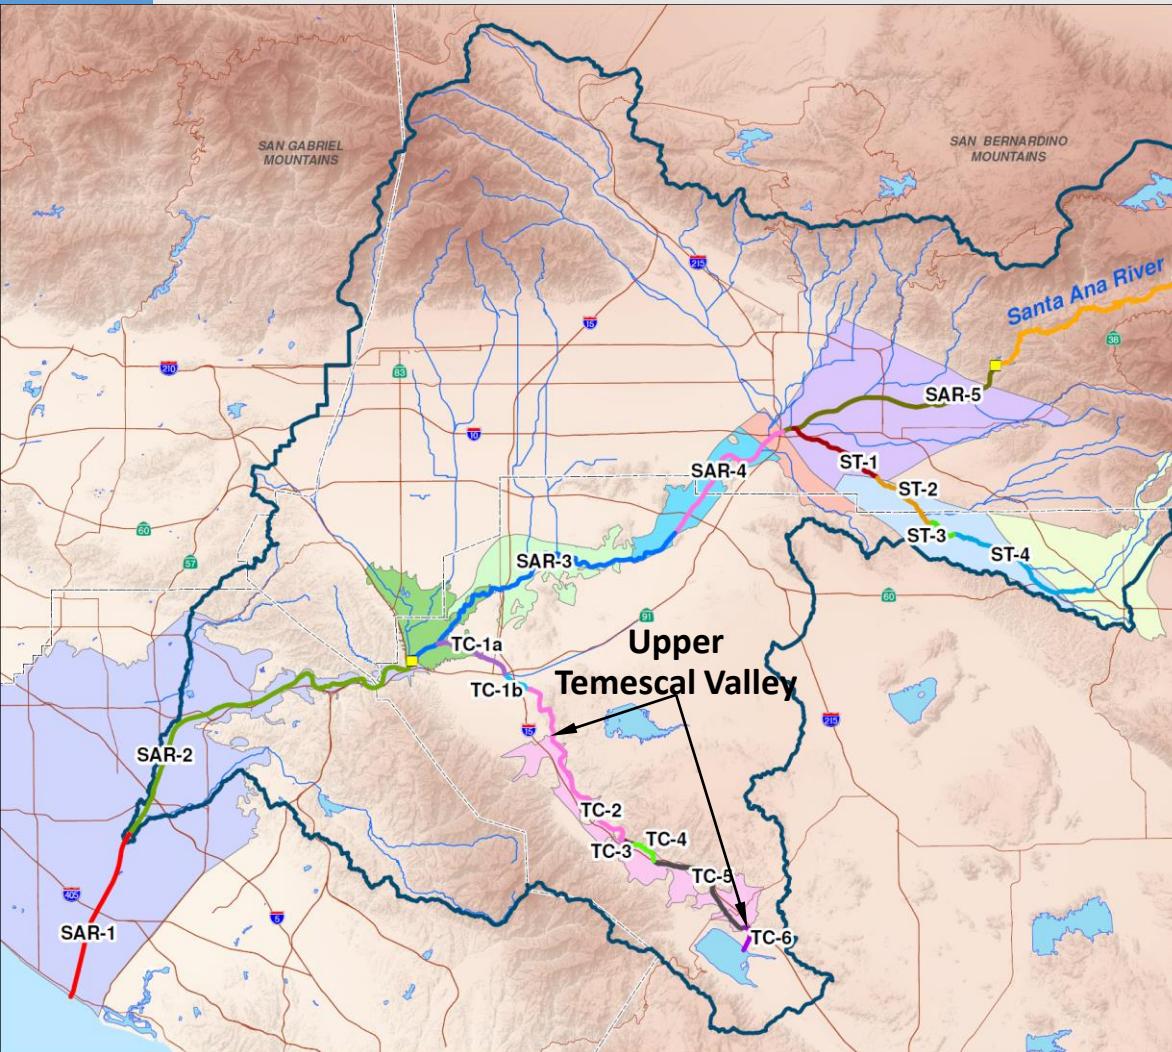 SAN GABRIEL
MOUNTAINS
SAN BERNARDINO
MOUNTAINS
215
Santa Ana River
15
38
210
83
SAR-5
10
SAR-4
ST-1
ST-2
60
57
ST-3
ST-4
SAR-3
60
91
TC-1a
Upper
Temescal Valley
TC-1b
15
215
SAR-2
TC-2
TC-4
TC-3
TC-5
405
5
SAR-1
TC-6